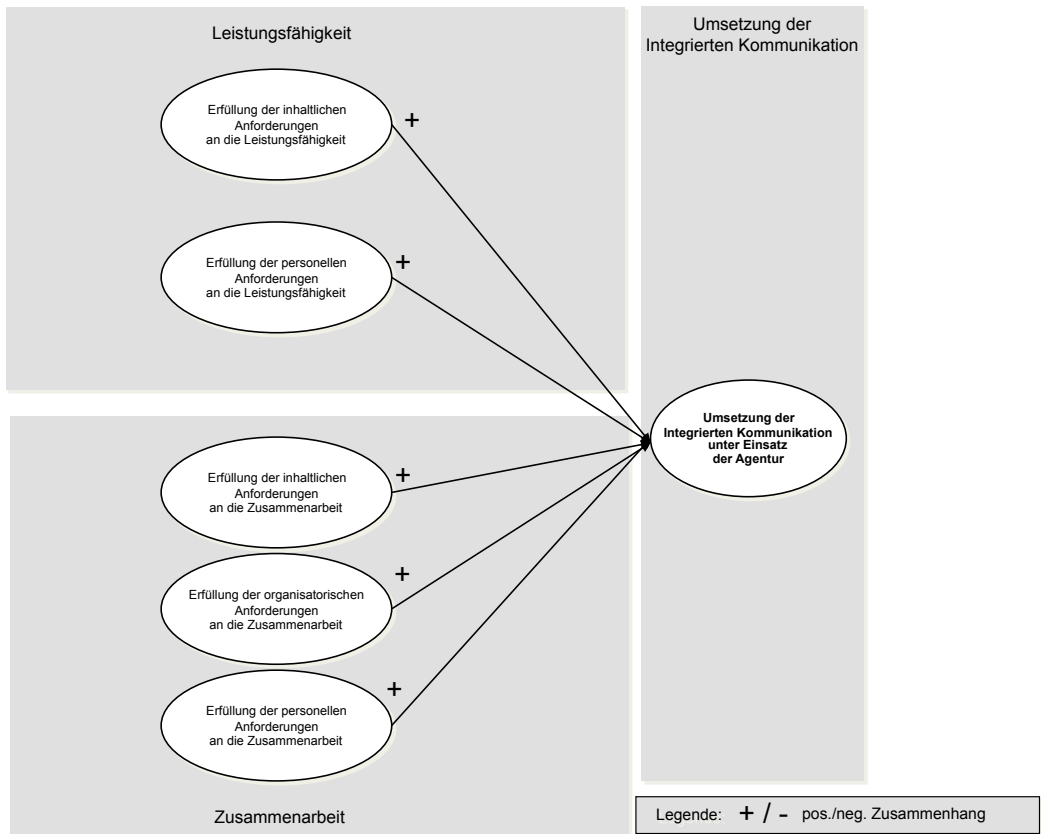 Leistungsfähigkeit
Umsetzung der
Integrierten Kommunikation
Erfüllung der inhaltlichen
Anforderungen
an die Leistungsfähigkeit
+
Erfüllung der personellen
Anforderungen
an die Leistungsfähigkeit
+
Umsetzung der
Integrierten Kommunikation
unter Einsatz
der Agentur
Erfüllung der inhaltlichen
Anforderungen
an die Zusammenarbeit
+
Erfüllung der organisatorischen
Anforderungen
an die Zusammenarbeit
+
Erfüllung der personellen
Anforderungen
an die Zusammenarbeit
+
Zusammenarbeit
Legende: + / - pos./neg. Zusammenhang